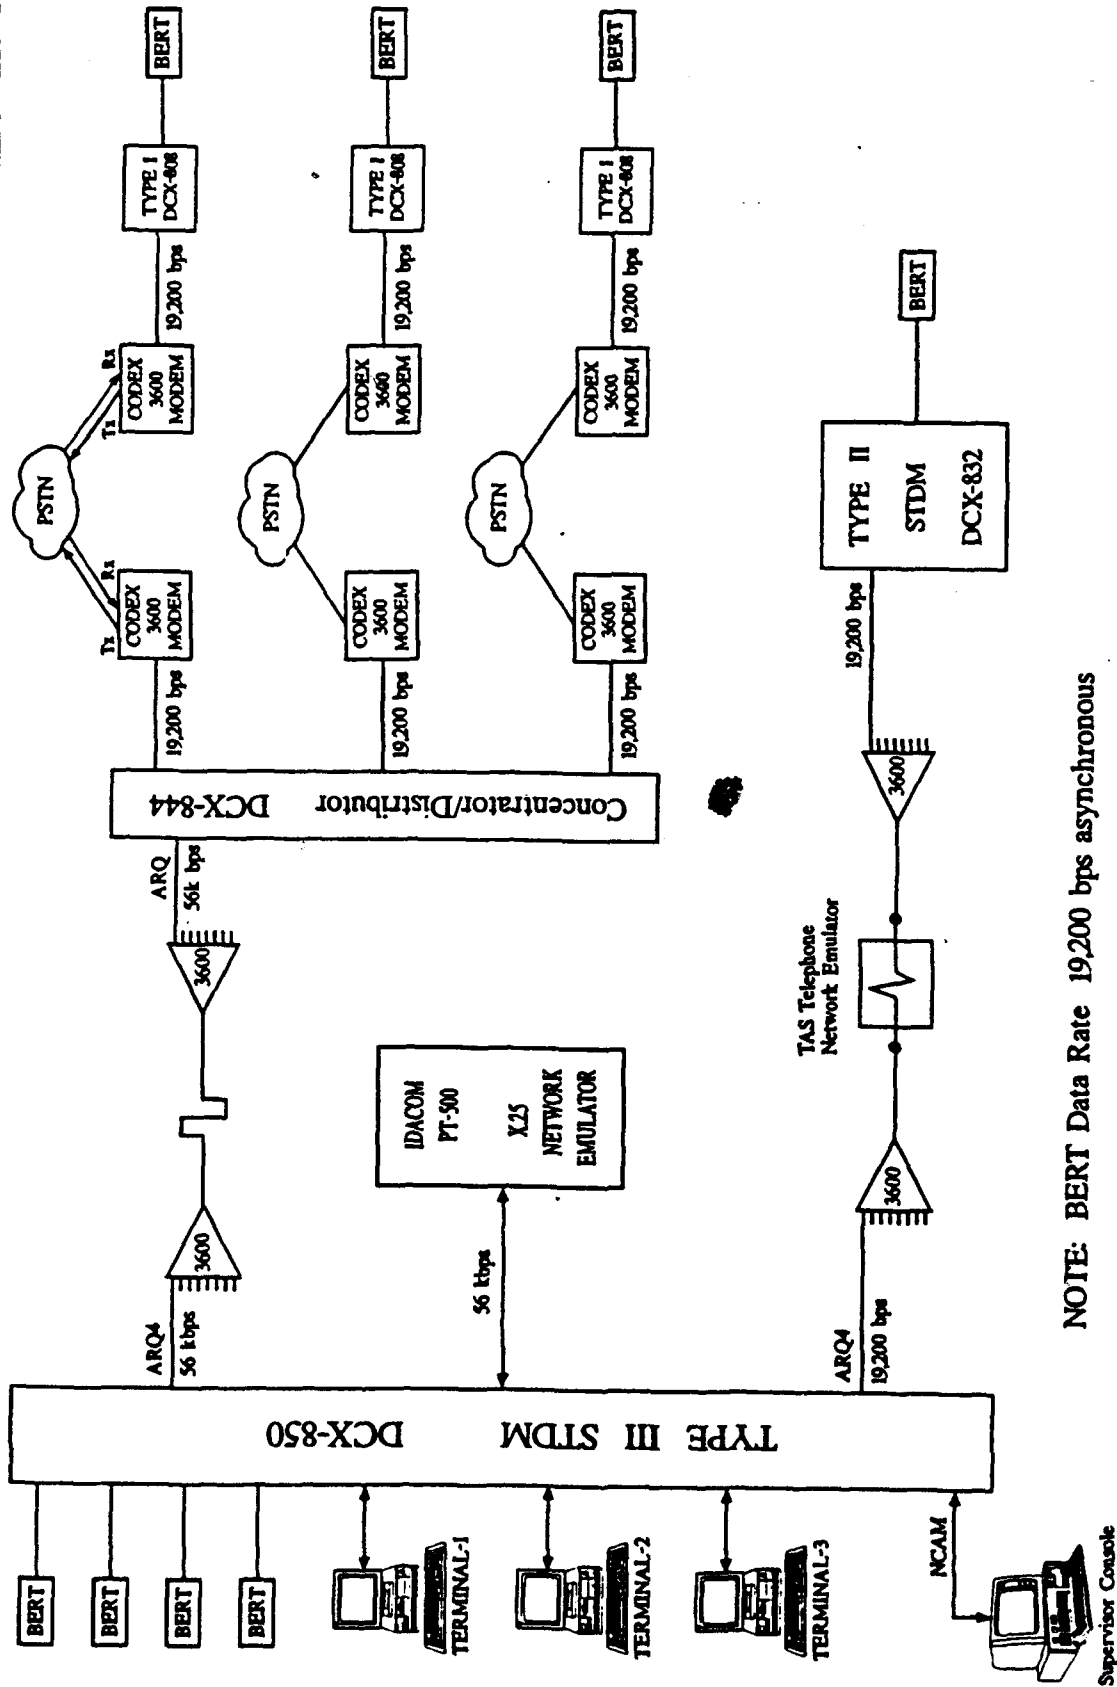 BERT
BERT
BERT
BERT
TERMINAL-1
TERMINAL-2
TERMINAL-3
NCAM
Supervisor Console
TYPE III STDM DCX-850
ARQ4
56 kbps
3600
3600
ARQ
56k bps
Concentrator/Distributor DCX-844
19,200 bps
CODEX
3600
MODEM
Tx
Rx
PSTN
Tx
Rx
CODEX
3600
MODEM
19,200 bps
TYPE I
DCX-808
BERT
19,200 bps
CODEX
3600
MODEM
PSTN
CODEX
3600
MODEM
19,200 bps
TYPE I
DCX-808
BERT
19,200 bps
CODEX
3600
MODEM
PSTN
CODEX
3600
MODEM
19,200 bps
TYPE I
DCX-808
BERT
56 kbps
IDACOM
PT-500
X.25
NETWORK
EMULATOR
ARQ4
19,200 bps
3600
TAS Telephone
Network Emulator
3600
19,200 bps
TYPE II
STDM
DCX-832
BERT
NOTE: BERT Data Rate 19,200 bps asynchronous